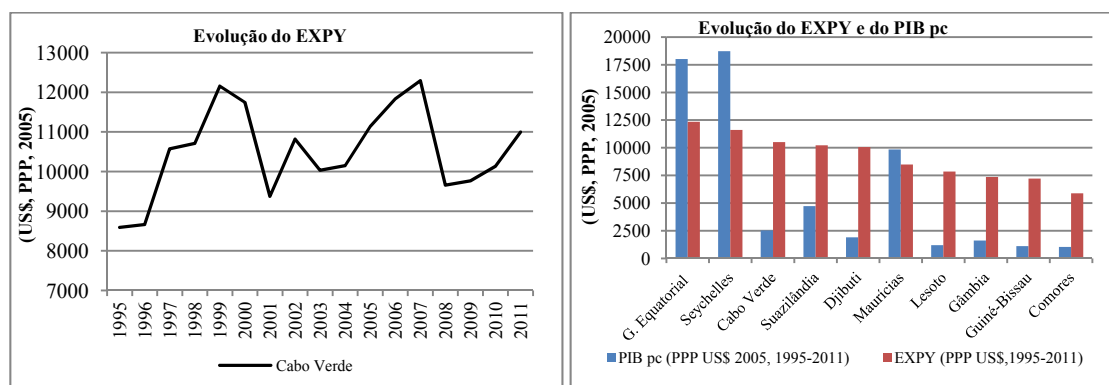 Evolução do EXPY
(US$, PPP, 2005)
13000
12000
11000
10000
9000
8000
7000
1995
1996
1997
1998
1999
2000
2001
2002
2003
2004
2005
2006
2007
2008
2009
2010
2011
Cabo Verde
Evolução do EXPY e do PIB pc
(US$, PPP, 2005)
20000
17500
15000
12500
10000
7500
5000
2500
0
G. Equatorial
Seychelles
Cabo Verde
Suazilândia
Djibuti
Maurícias
Lesoto
Gâmbia
Guiné-Bissau
Comores
PIB pc (PPP US$ 2005, 1995-2011)
EXPY (PPP US$,1995-2011)